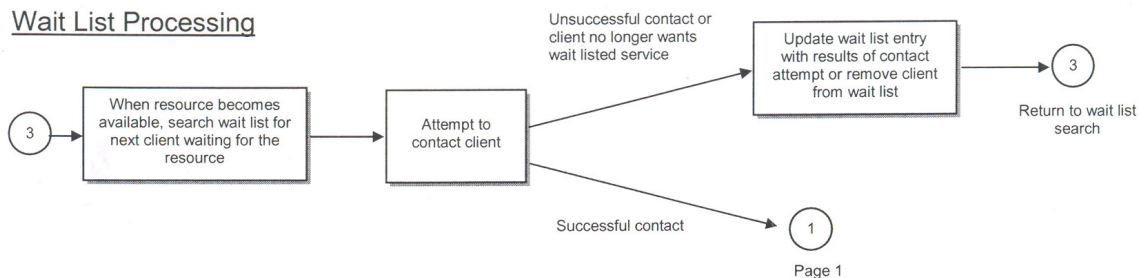 Wait List Processing
Unsuccessful contact or
client no longer wants
wait listed service
Update wait list entry
with results of contact
attempt or remove client
from wait list
3
Return to wait list
search
3
When resource becomes
available, search wait list for
next client waiting for the
resource
Attempt to
contact client
Successful contact
1
Page 1